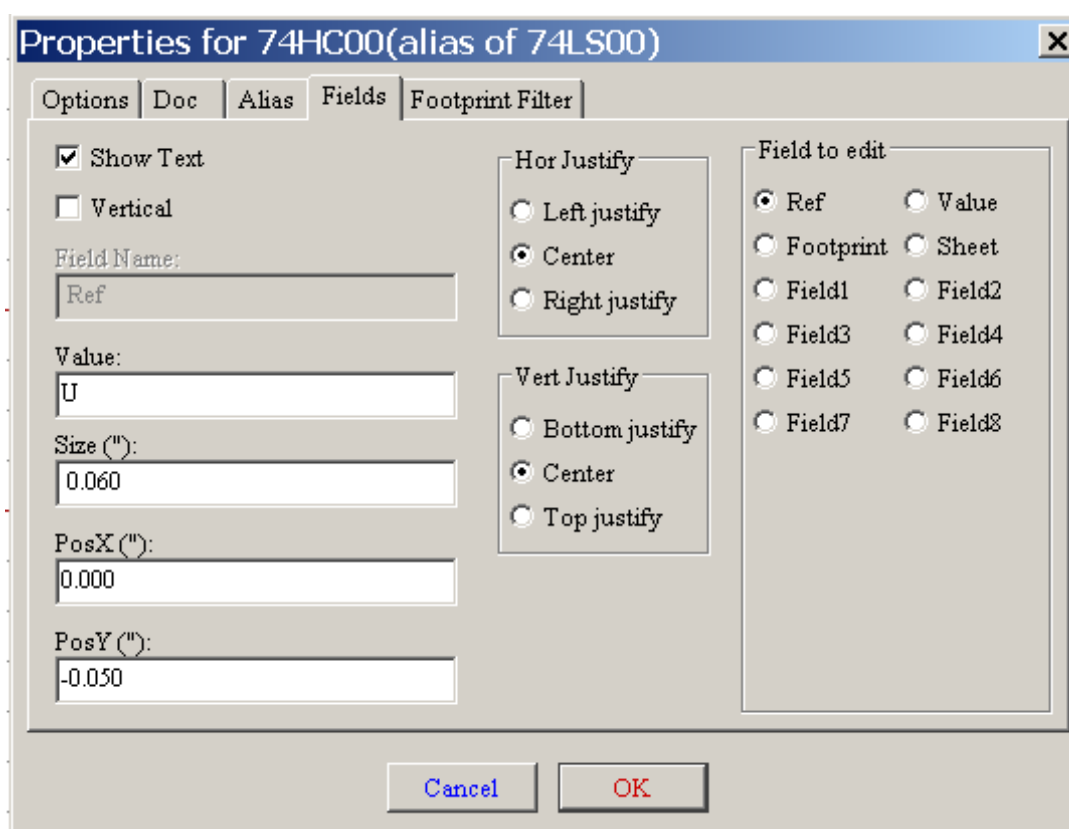 Properties for 74HC00(alias of 74LS00)
Options Doc Alias Fields Footprint Filter
Show Text
Vertical
Field Name:
Ref
Value:
U
Size ("):
0.060
PosX ("):
0.000
PosY ("):
-0.050
Hor Justify
Left justify
Center
Right justify
Vert Justify
Bottom justify
Center
Top justify
Field to edit
Ref Value
Footprint Sheet
Field1 Field2
Field3 Field4
Field5 Field6
Field7 Field8
Cancel OK